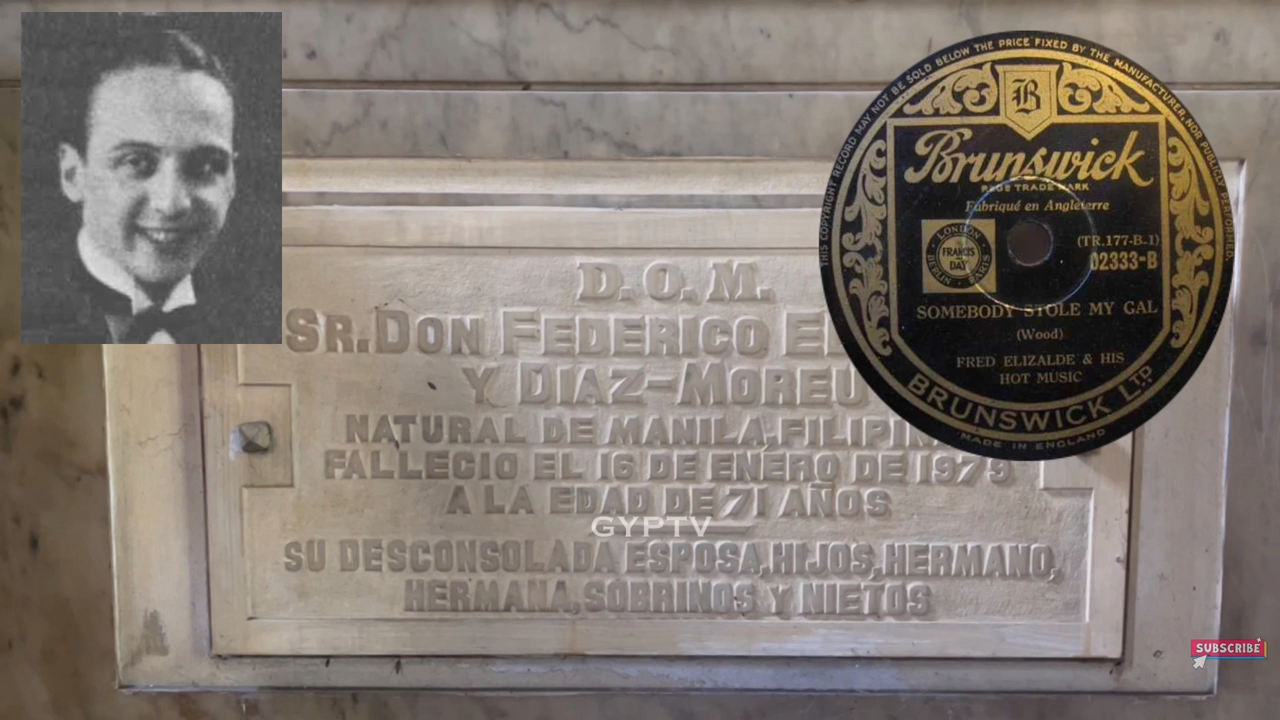 D. O. M.
SR. DON FEDERICO
Y DIAZ-MOREU
NATURAL DE MANILA, FILIPIN
FALLECIO EL 16 DE ENERO DE 1979
A LA EDAD DE 71 AÑOS
SU DESCONSOLADA ESPOSA, HIJOS, HERMANO,
HERMANA, SOBRINOS Y NIETOS
GYPTV
THIS COPYRIGHT RECORD MAY NOT BE SOLD BELOW THE PRICE FIXED BY THE MANUFACTURER, NOR PUBLICLY PERFORMED.
B
Brunswick
REGD TRADE MARK
Fabriqué en Angleterre
LONDON
FRANCIS
AND
DAY
BERLIN PARIS
(TR.177-B-1)
02333-B
SOMEBODY STOLE MY GAL
(Wood)
FRED ELIZALDE & HIS
HOT MUSIC
BRUNSWICK LTD
MADE IN ENGLAND
SUBSCRIBE